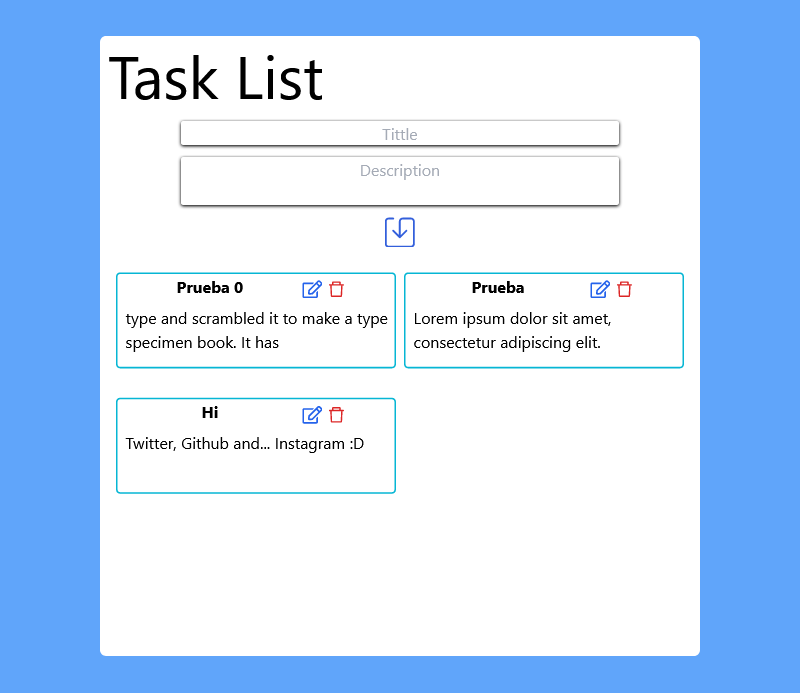 Task List
Tittle
Description
Prueba 0
type and scrambled it to make a type
specimen book. It has
Prueba
Lorem ipsum dolor sit amet,
consectetur adipiscing elit.
Hi
Twitter, Github and... Instagram :D